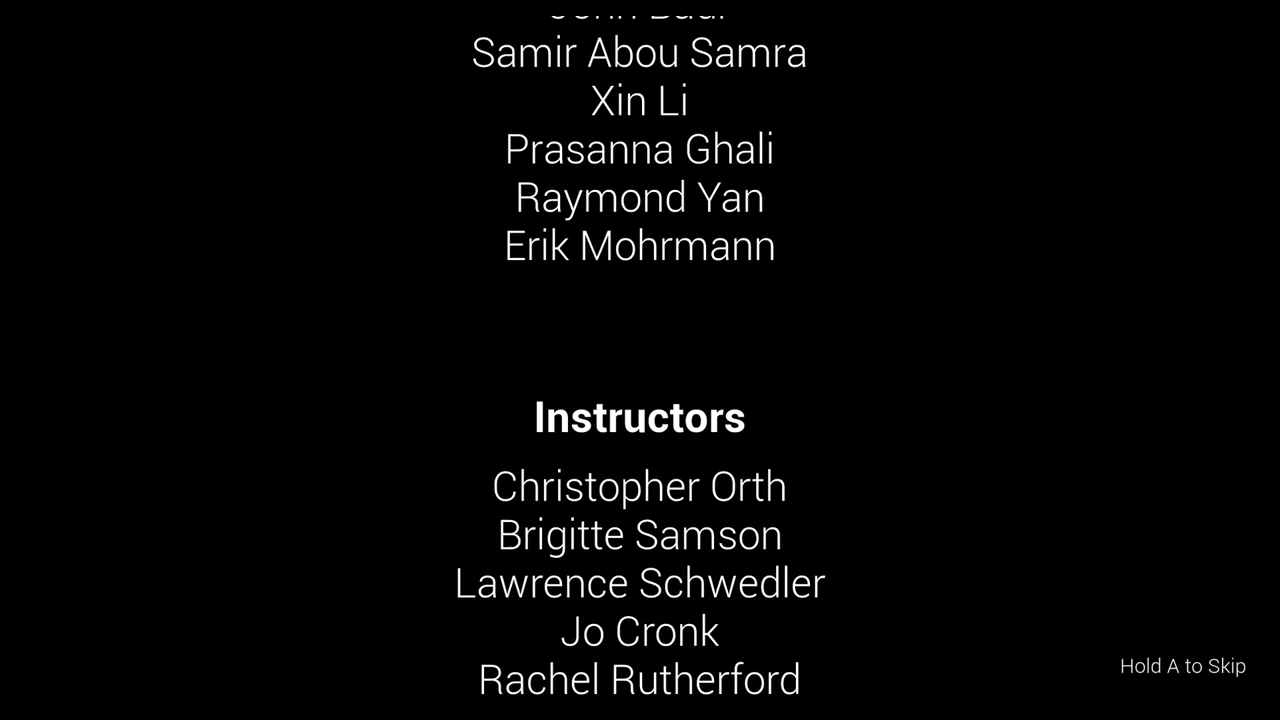 Samir Abou Samra
Xin Li
Prasanna Ghali
Raymond Yan
Erik Mohrmann
Instructors
Christopher Orth
Brigitte Samson
Lawrence Schwedler
Jo Cronk
Rachel Rutherford
Hold A to Skip